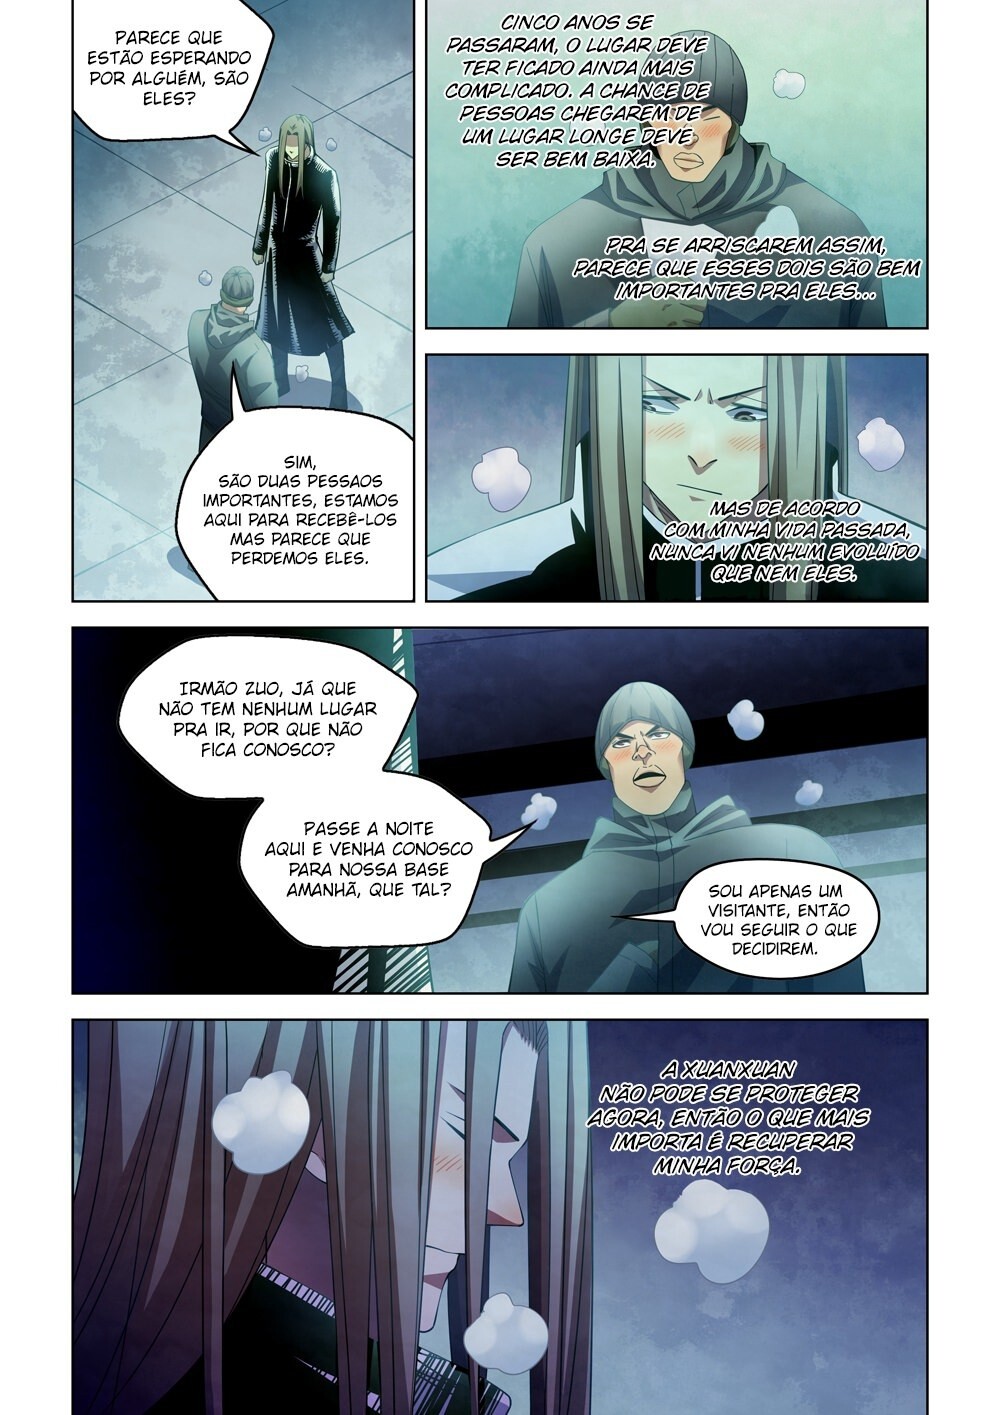 PARECE QUE
ESTÃO ESPERANDO
POR ALGUÉM, SÃO
ELES?
CINCO ANOS SE
PASSARAM, O LUGAR DEVE
TER FICADO AINDA MAIS
COMPLICADO. A CHANCE DE
PESSOAS CHEGAREM DE
UM LUGAR LONGE DEVE
SER BEM BAIXA.
PRA SE ARRISCAREM ASSIM,
PARECE QUE ESSES DOIS SÃO BEM
IMPORTANTES PRA ELES...
SIM,
SÃO DUAS PESSAOS
IMPORTANTES, ESTAMOS
AQUI PARA RECEBÊ-LOS
MAS PARECE QUE
PERDEMOS ELES.
MAS DE ACORDO
COM MINHA VIDA PASSADA,
NUNCA VI NENHUM EVOLUÍDO
QUE NEM ELES.
IRMÃO ZUO, JÁ QUE
NÃO TEM NENHUM LUGAR
PRA IR, POR QUE NÃO
FICA CONOSCO?
PASSE A NOITE
AQUI E VENHA CONOSCO
PARA NOSSA BASE
AMANHÃ, QUE TAL?
SOU APENAS UM
VISITANTE, ENTÃO
VOU SEGUIR O QUE
DECIDIREM.
A XUANXUAN
NÃO PODE SE PROTEGER
AGORA, ENTÃO O QUE MAIS
IMPORTA É RECUPERAR
MINHA FORÇA.